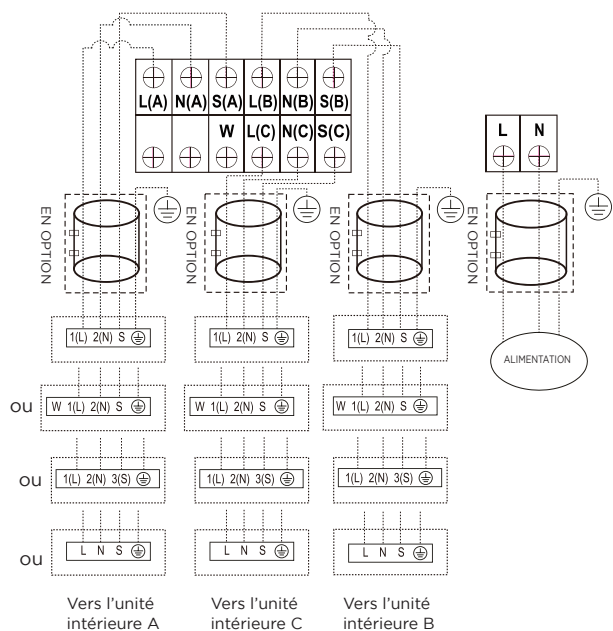 L(A) N(A) S(A) L(B) N(B) S(B)
W L(C) N(C) S(C)
L N
EN OPTION EN OPTION EN OPTION EN OPTION
ALIMENTATION
1(L) 2(N) S 1(L) 2(N) S 1(L) 2(N) S
ou W 1(L) 2(N) S W 1(L) 2(N) S W 1(L) 2(N) S
ou 1(L) 2(N) 3(S) 1(L) 2(N) 3(S) 1(L) 2(N) 3(S)
ou L N S L N S L N S
Vers l'unité
intérieure A
Vers l'unité
intérieure C
Vers l'unité
intérieure B